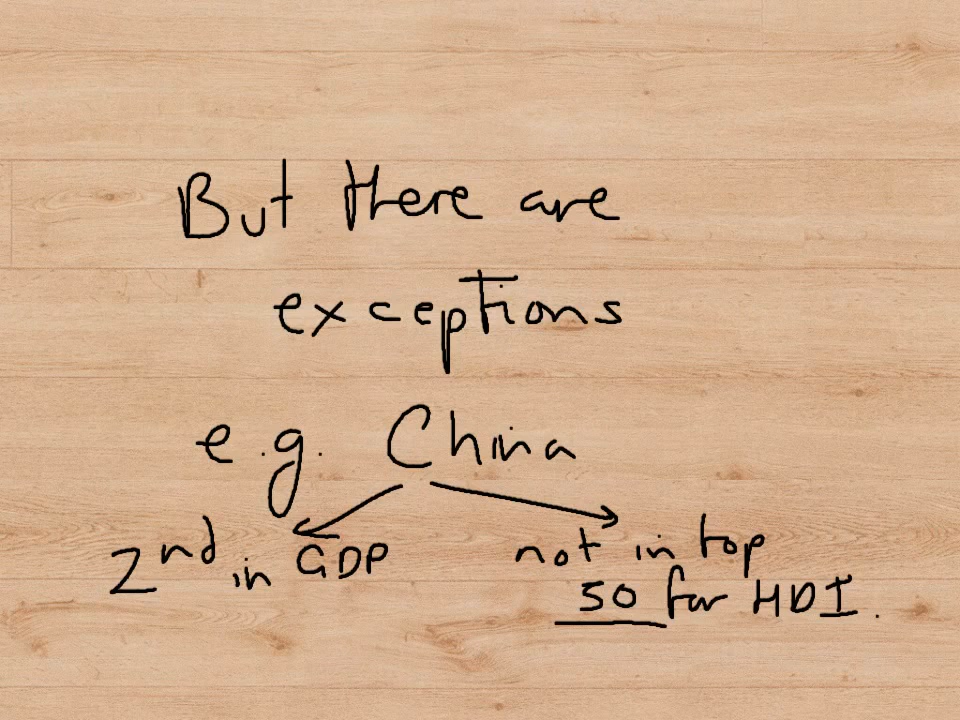 But there are
exceptions
e.g. China
2nd in GDP
not in top
50 for HDI.